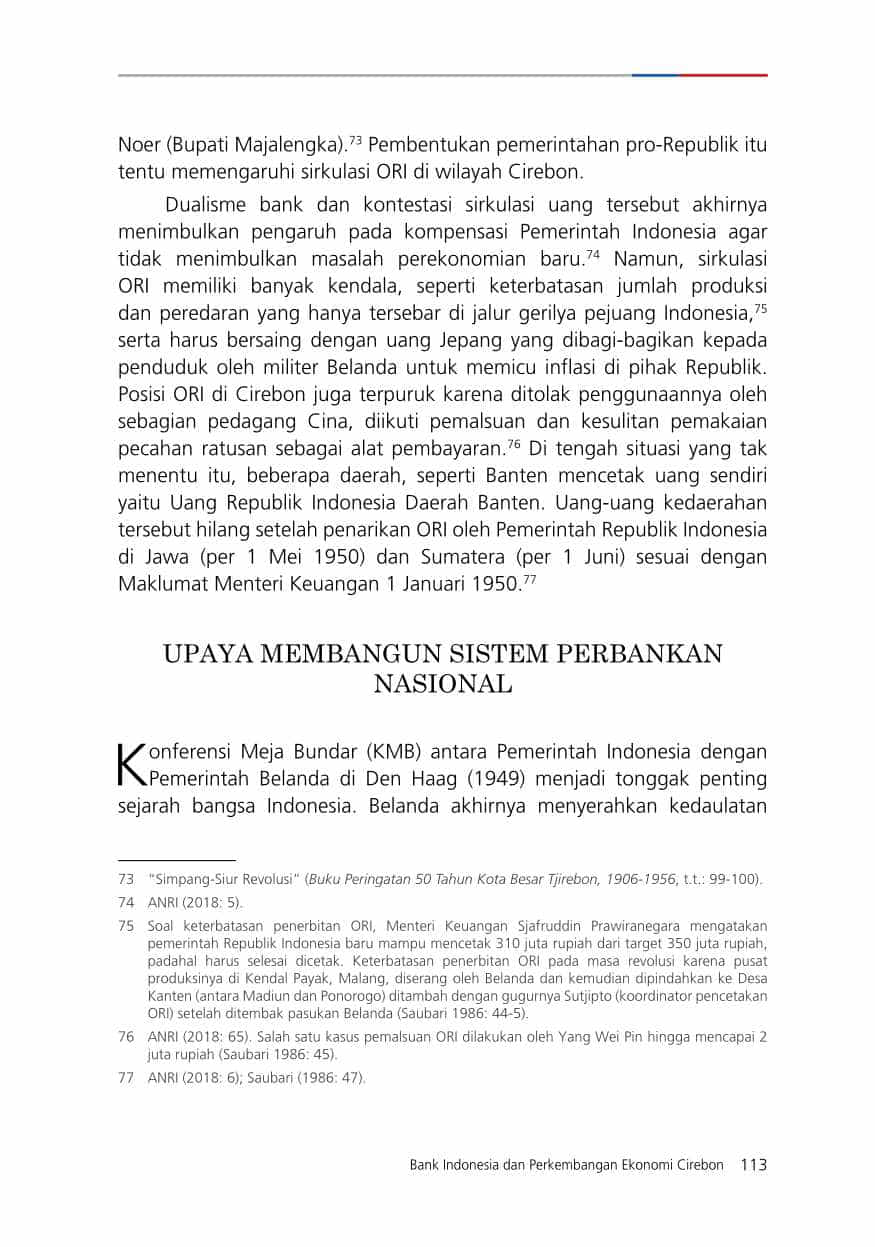 Noer (Bupati Majalengka).73 Pembentukan pemerintahan pro-Republik itu
tentu memengaruhi sirkulasi ORI di wilayah Cirebon.
Dualisme bank dan kontestasi sirkulasi uang tersebut akhirnya
menimbulkan pengaruh pada kompensasi Pemerintah Indonesia agar
tidak menimbulkan masalah perekonomian baru.74 Namun, sirkulasi
ORI memiliki banyak kendala, seperti keterbatasan jumlah produksi
dan peredaran yang hanya tersebar di jalur gerilya pejuang Indonesia,75
serta harus bersaing dengan uang Jepang yang dibagi-bagikan kepada
penduduk oleh militer Belanda untuk memicu inflasi di pihak Republik.
Posisi ORI di Cirebon juga terpuruk karena ditolak penggunaannya oleh
sebagian pedagang Cina, diikuti pemalsuan dan kesulitan pemakaian
pecahan ratusan sebagai alat pembayaran.76 Di tengah situasi yang tak
menentu itu, beberapa daerah, seperti Banten mencetak uang sendiri
yaitu Uang Republik Indonesia Daerah Banten. Uang-uang kedaerahan
tersebut hilang setelah penarikan ORI oleh Pemerintah Republik Indonesia
di Jawa (per 1 Mei 1950) dan Sumatera (per 1 Juni) sesuai dengan
Maklumat Menteri Keuangan 1 Januari 1950.77
UPAYA MEMBANGUN SISTEM PERBANKAN
NASIONAL
Konferensi Meja Bundar (KMB) antara Pemerintah Indonesia dengan
Pemerintah Belanda di Den Haag (1949) menjadi tonggak penting
sejarah bangsa Indonesia. Belanda akhirnya menyerahkan kedaulatan
73 "Simpang-Siur Revolusi" (Buku Peringatan 50 Tahun Kota Besar Tjirebon, 1906-1956, t.t.: 99-100).
74 ANRI (2018: 5).
75 Soal keterbatasan penerbitan ORI, Menteri Keuangan Sjafruddin Prawiranegara mengatakan
pemerintah Republik Indonesia baru mampu mencetak 310 juta rupiah dari target 350 juta rupiah,
padahal harus selesai dicetak. Keterbatasan penerbitan ORI pada masa revolusi karena pusat
produksinya di Kendal Payak, Malang, diserang oleh Belanda dan kemudian dipindahkan ke Desa
Kanten (antara Madiun dan Ponorogo) ditambah dengan gugurnya Sutjipto (koordinator pencetakan
ORI) setelah ditembak pasukan Belanda (Saubari 1986: 44-5).
76 ANRI (2018: 65). Salah satu kasus pemalsuan ORI dilakukan oleh Yang Wei Pin hingga mencapai 2
juta rupiah (Saubari 1986: 45).
77 ANRI (2018: 6); Saubari (1986: 47).
Bank Indonesia dan Perkembangan Ekonomi Cirebon 113